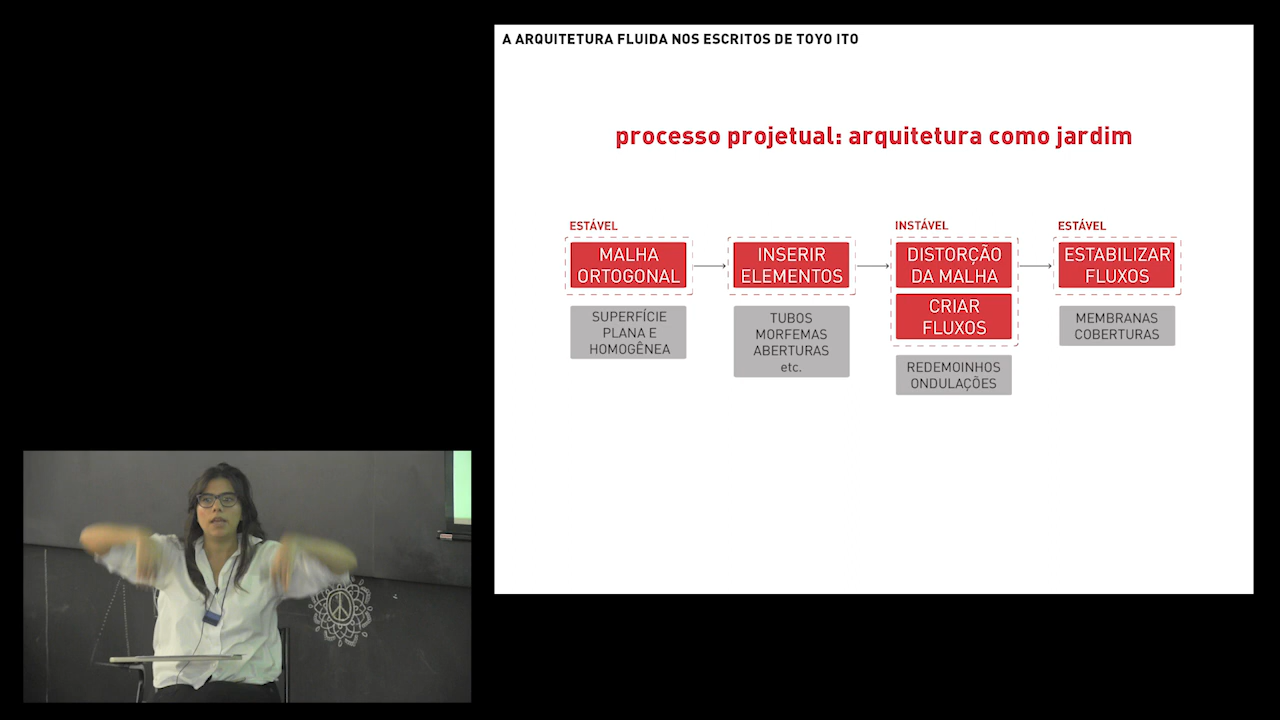 A ARQUITETURA FLUIDA NOS ESCRITOS DE TOYO ITO
processo projetual: arquitetura como jardim
ESTÁVEL
MALHA
ORTOGONAL
SUPERFÍCIE
PLANA E
HOMOGÊNEA
INSERIR
ELEMENTOS
TUBOS
MORFEMAS
ABERTURAS
etc.
INSTÁVEL
DISTORÇÃO
DA MALHA
CRIAR
FLUXOS
REDEMOINHOS
ONDULAÇÕES
ESTÁVEL
ESTABILIZAR
FLUXOS
MEMBRANAS
COBERTURAS